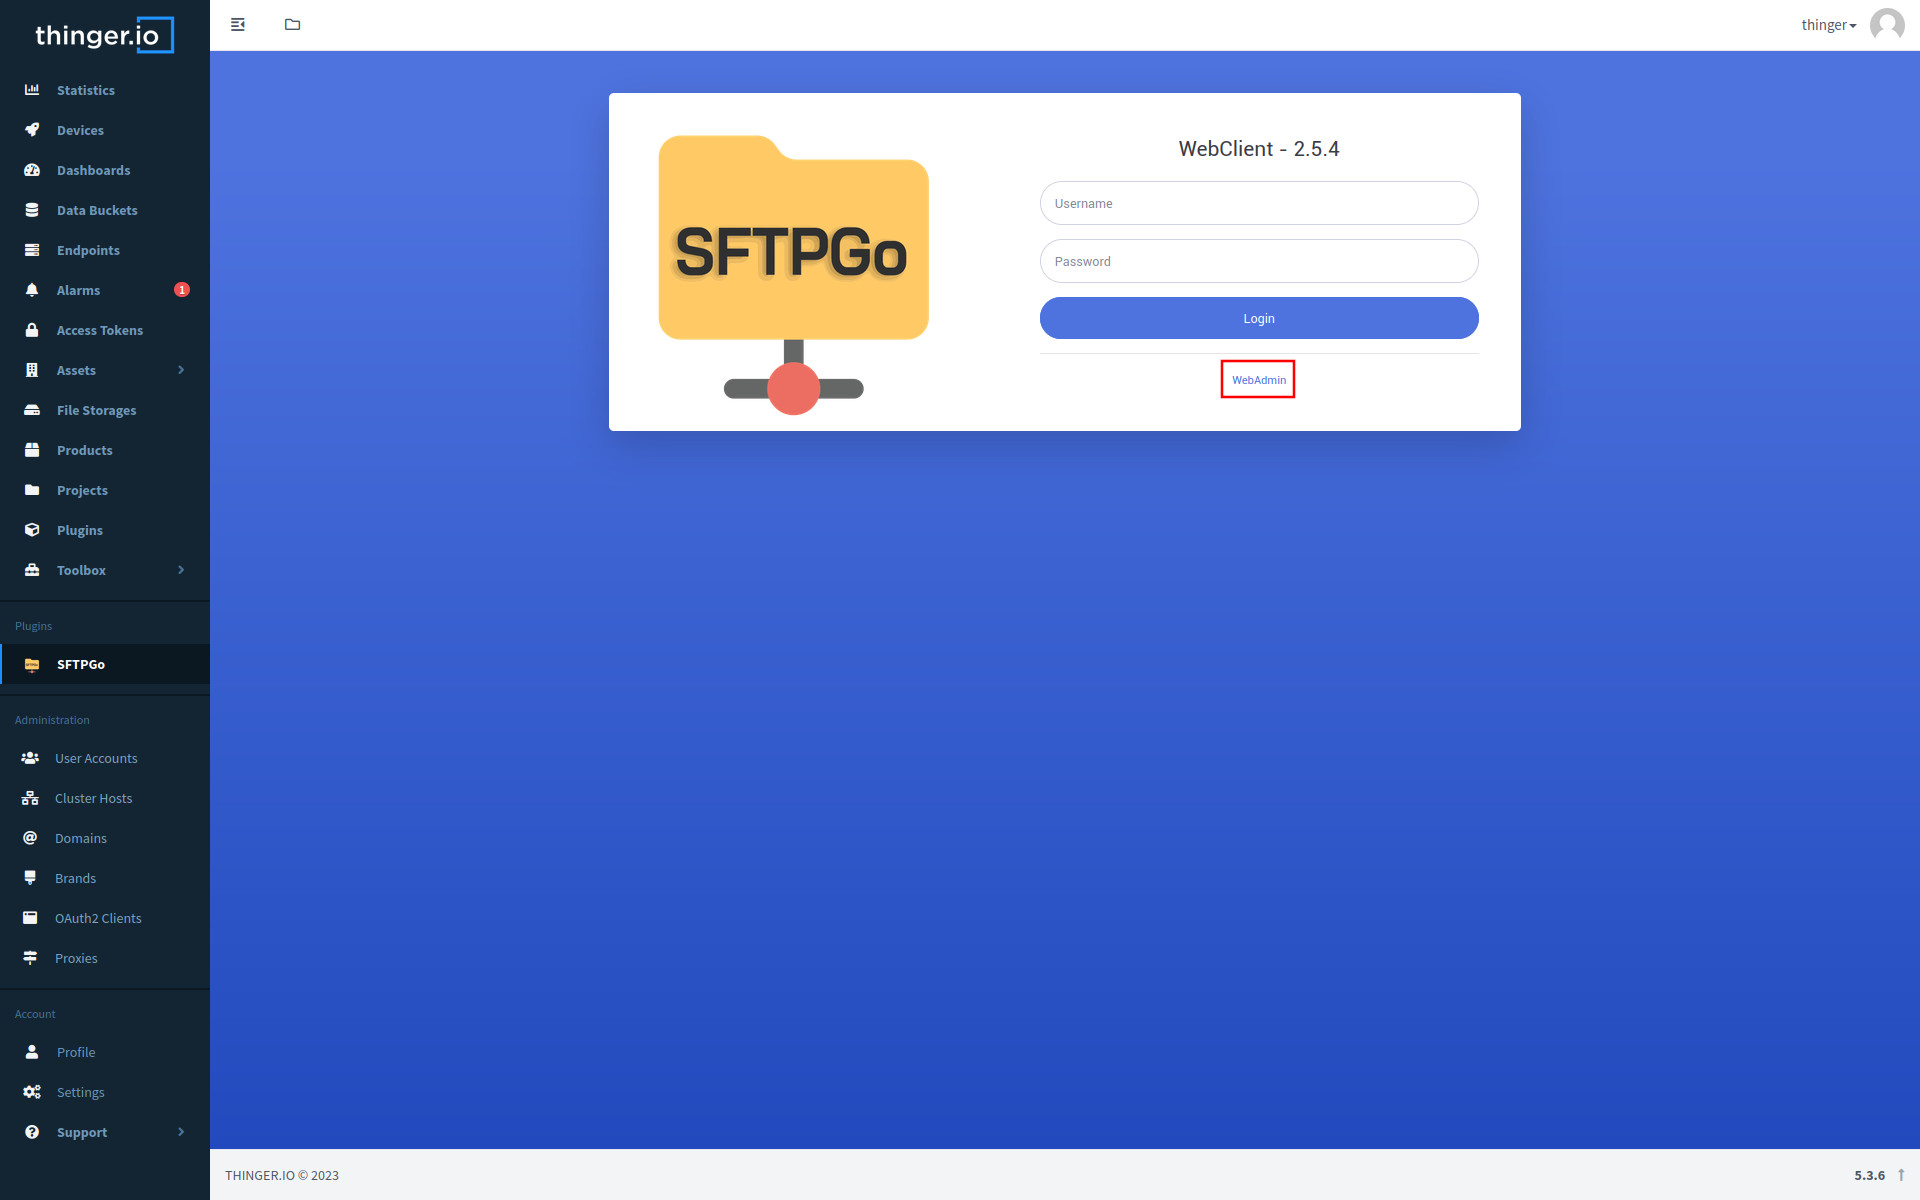 thinger.io
Statistics
Devices
Dashboards
Data Buckets
Endpoints
Alarms 1
Access Tokens
Assets
File Storages
Products
Projects
Plugins
Toolbox
Plugins
SFTPGo
Administration
User Accounts
Cluster Hosts
Domains
Brands
OAuth2 Clients
Proxies
Account
Profile
Settings
Support
thinger
SFTPGo
WebClient - 2.5.4
Username
Password
Login
WebAdmin
THINGER.IO © 2023
5.3.6